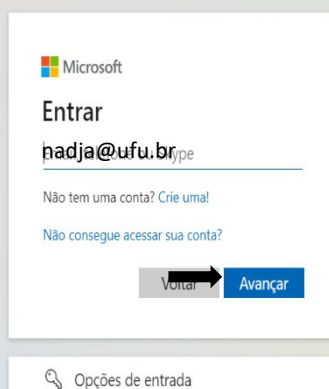 Microsoft
Entrar
nadja@ufu.br
Não tem uma conta? Crie uma!
Não consegue acessar sua conta?
Voltar
Avançar
Opções de entrada